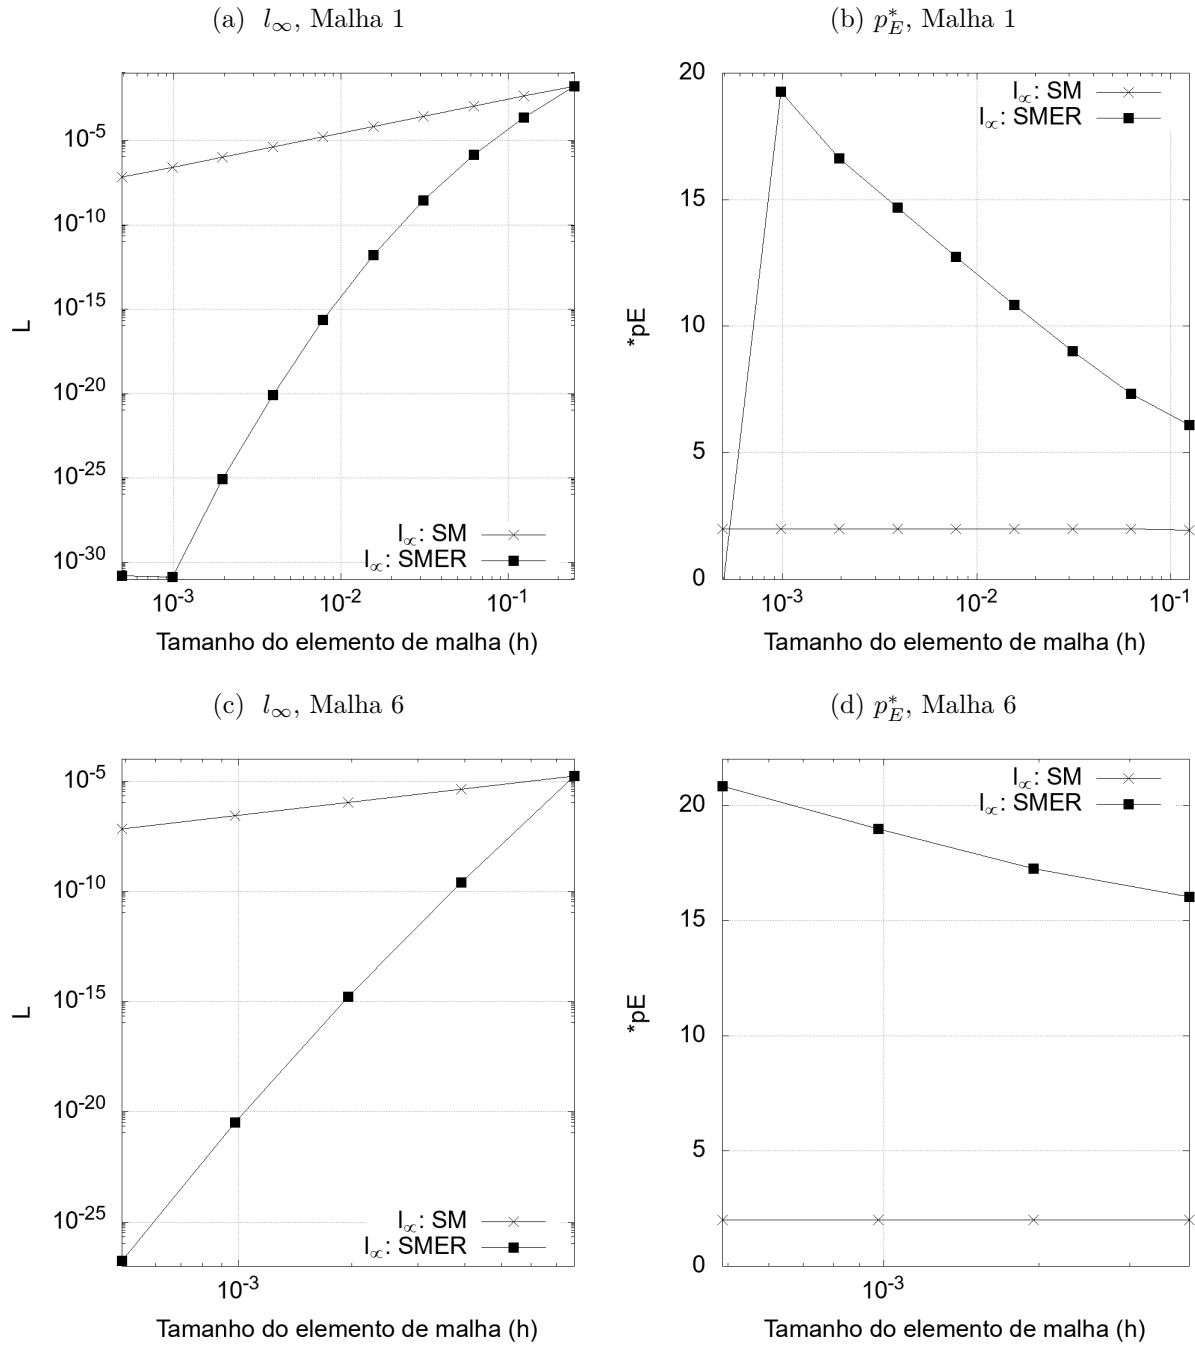 (a) l∞, Malha 1
10⁻⁵
10⁻¹⁰
10⁻¹⁵
10⁻²⁰
10⁻²⁵
10⁻³⁰
L
l∞: SM
l∞: SMER
10⁻³ 10⁻² 10⁻¹
Tamanho do elemento de malha (h)
(b) p*E, Malha 1
20
15
10
5
0
*pE
l∞: SM
l∞: SMER
10⁻³ 10⁻² 10⁻¹
Tamanho do elemento de malha (h)
(c) l∞, Malha 6
10⁻⁵
10⁻¹⁰
10⁻¹⁵
10⁻²⁰
10⁻²⁵
L
l∞: SM
l∞: SMER
10⁻³
Tamanho do elemento de malha (h)
(d) p*E, Malha 6
20
15
10
5
0
*pE
l∞: SM
l∞: SMER
10⁻³
Tamanho do elemento de malha (h)